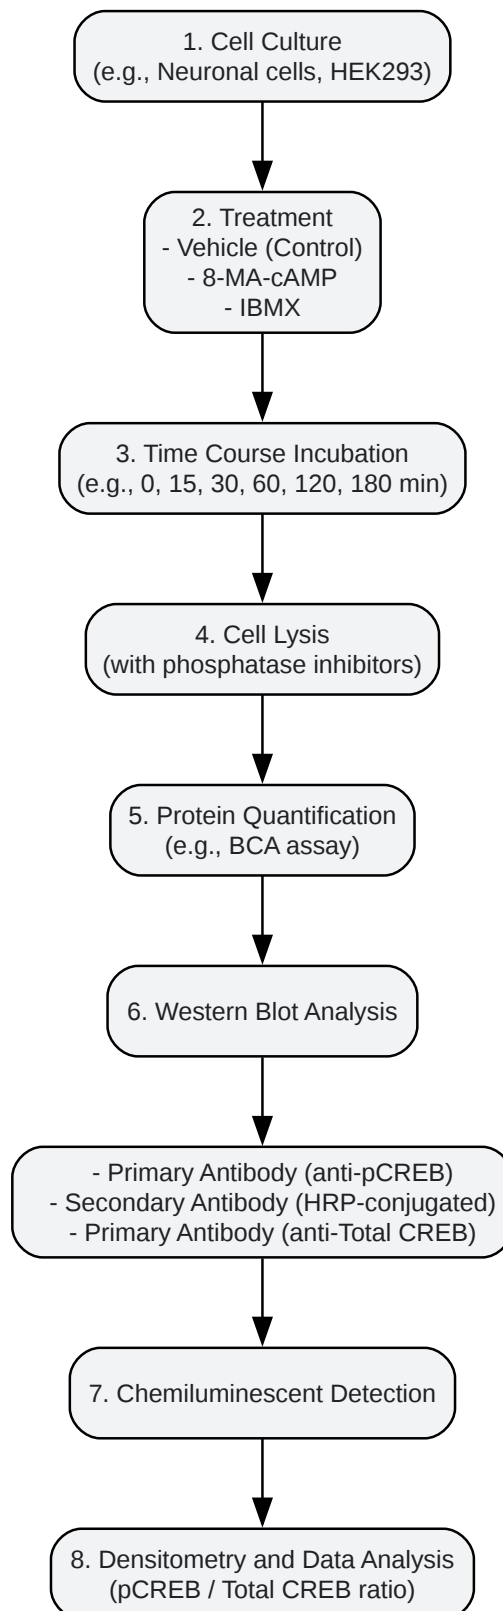 1. Cell Culture
(e.g., Neuronal cells, HEK293)
2. Treatment
- Vehicle (Control)
- 8-MA-cAMP
- IBMX
3. Time Course Incubation
(e.g., 0, 15, 30, 60, 120, 180 min)
4. Cell Lysis
(with phosphatase inhibitors)
5. Protein Quantification
(e.g., BCA assay)
6. Western Blot Analysis
- Primary Antibody (anti-pCREB)
- Secondary Antibody (HRP-conjugated)
- Primary Antibody (anti-Total CREB)
7. Chemiluminescent Detection
8. Densitometry and Data Analysis
(pCREB / Total CREB ratio)